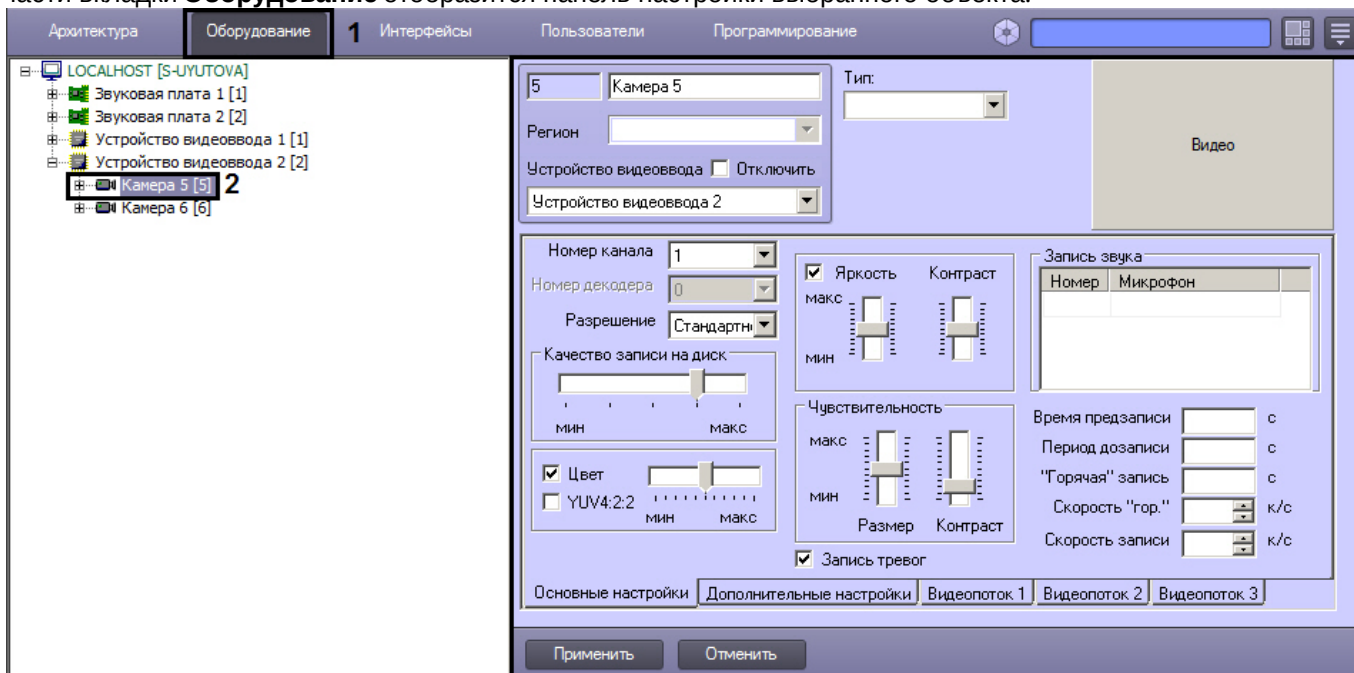 части вкладки Оборудование отобразится панель настройки выбранного объекта.
Архитектура Оборудование 1 Интерфейсы Пользователи Программирование
LOCALHOST [S-UYUTOVA]
Звуковая плата 1 [1]
Звуковая плата 2 [2]
Устройство видеоввода 1 [1]
Устройство видеоввода 2 [2]
Камера 5 [5] 2
Камера 6 [6]
5 Камера 5
Тип:
Регион
Устройство видеоввода Отключить
Устройство видеоввода 2
Видео
Номер канала 1
Номер декодера 0
Разрешение Стандартн
Качество записи на диск
мин макс
Цвет
YUV4:2:2
мин макс
Яркость Контраст
макс
мин
Чувствительность
макс
мин
Размер Контраст
Запись тревог
Запись звука
Номер Микрофон
Время предзаписи с
Период дозаписи с
"Горячая" запись с
Скорость "гор." к/с
Скорость записи к/с
Основные настройки Дополнительные настройки Видеопоток 1 Видеопоток 2 Видеопоток 3
Применить Отменить